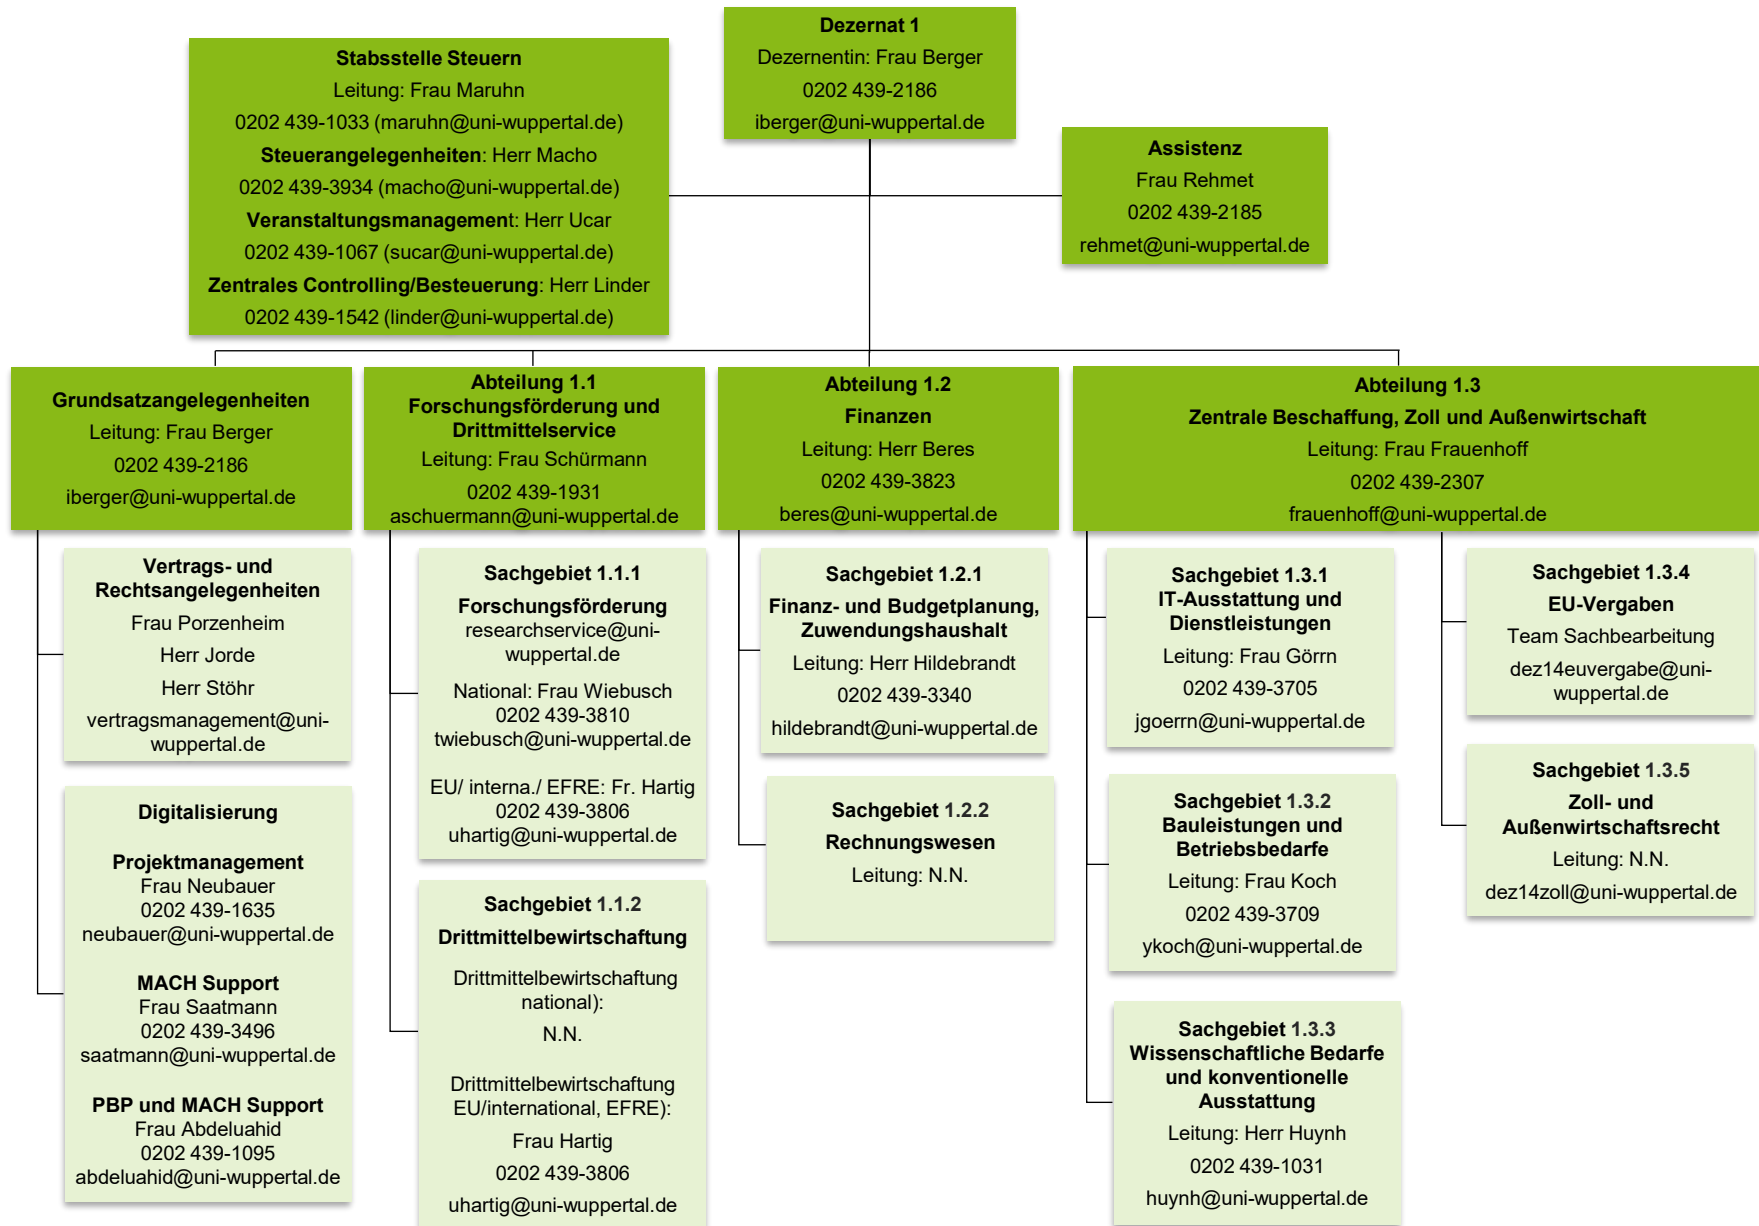 Dezernat 1
Dezernentin: Frau Berger
0202 439-2186
iberger@uni-wuppertal.de
Stabsstelle Steuern
Leitung: Frau Maruhn
0202 439-1033 (maruhn@uni-wuppertal.de)
Steuerangelegenheiten: Herr Macho
0202 439-3934 (macho@uni-wuppertal.de)
Veranstaltungsmanagement: Herr Ucar
0202 439-1067 (sucar@uni-wuppertal.de)
Zentrales Controlling/Besteuerung: Herr Linder
0202 439-1542 (linder@uni-wuppertal.de)
Assistenz
Frau Rehmet
0202 439-2185
rehmet@uni-wuppertal.de
Grundsatzangelegenheiten
Leitung: Frau Berger
0202 439-2186
iberger@uni-wuppertal.de
Vertrags- und
Rechtsangelegenheiten
Frau Porzenheim
Herr Jorde
Herr Stöhr
vertragsmanagement@uni-
wuppertal.de
Digitalisierung
Projektmanagement
Frau Neubauer
0202 439-1635
neubauer@uni-wuppertal.de
MACH Support
Frau Saatmann
0202 439-3496
saatmann@uni-wuppertal.de
PBP und MACH Support
Frau Abdeluahid
0202 439-1095
abdeluahid@uni-wuppertal.de
Abteilung 1.1
Forschungsförderung und
Drittmittelservice
Leitung: Frau Schürmann
0202 439-1931
aschuermann@uni-wuppertal.de
Sachgebiet 1.1.1
Forschungsförderung
researchservice@uni-
wuppertal.de
National: Frau Wiebusch
0202 439-3810
twiebusch@uni-wuppertal.de
EU/ interna./ EFRE: Fr. Hartig
0202 439-3806
uhartig@uni-wuppertal.de
Sachgebiet 1.1.2
Drittmittelbewirtschaftung
Drittmittelbewirtschaftung
national):
N.N.
Drittmittelbewirtschaftung
EU/international, EFRE):
Frau Hartig
0202 439-3806
uhartig@uni-wuppertal.de
Abteilung 1.2
Finanzen
Leitung: Herr Beres
0202 439-3823
beres@uni-wuppertal.de
Sachgebiet 1.2.1
Finanz- und Budgetplanung,
Zuwendungshaushalt
Leitung: Herr Hildebrandt
0202 439-3340
hildebrandt@uni-wuppertal.de
Sachgebiet 1.2.2
Rechnungswesen
Leitung: N.N.
Abteilung 1.3
Zentrale Beschaffung, Zoll und Außenwirtschaft
Leitung: Frau Frauenhoff
0202 439-2307
frauenhoff@uni-wuppertal.de
Sachgebiet 1.3.1
IT-Ausstattung und
Dienstleistungen
Leitung: Frau Görrn
0202 439-3705
jgoerrn@uni-wuppertal.de
Sachgebiet 1.3.2
Bauleistungen und
Betriebsbedarfe
Leitung: Frau Koch
0202 439-3709
ykoch@uni-wuppertal.de
Sachgebiet 1.3.3
Wissenschaftliche Bedarfe
und konventionelle
Ausstattung
Leitung: Herr Huynh
0202 439-1031
huynh@uni-wuppertal.de
Sachgebiet 1.3.4
EU-Vergaben
Team Sachbearbeitung
dez14euvergabe@uni-
wuppertal.de
Sachgebiet 1.3.5
Zoll- und
Außenwirtschaftsrecht
Leitung: N.N.
dez14zoll@uni-wuppertal.de